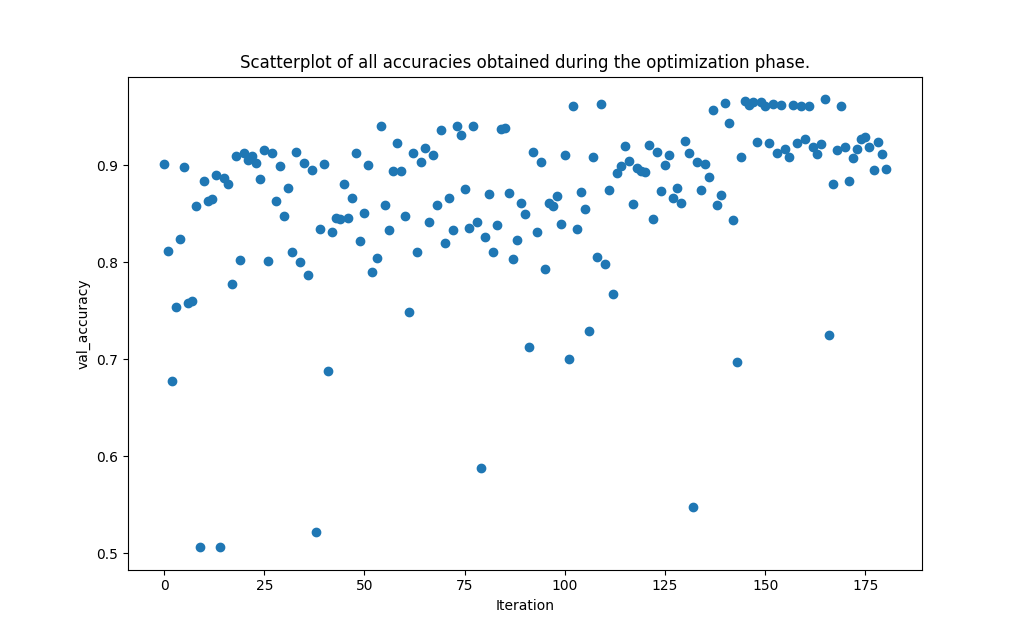 Scatterplot of all accuracies obtained during the optimization phase.
val_accuracy
0.9
0.8
0.7
0.6
0.5
0 25 50 75 100 125 150 175
Iteration